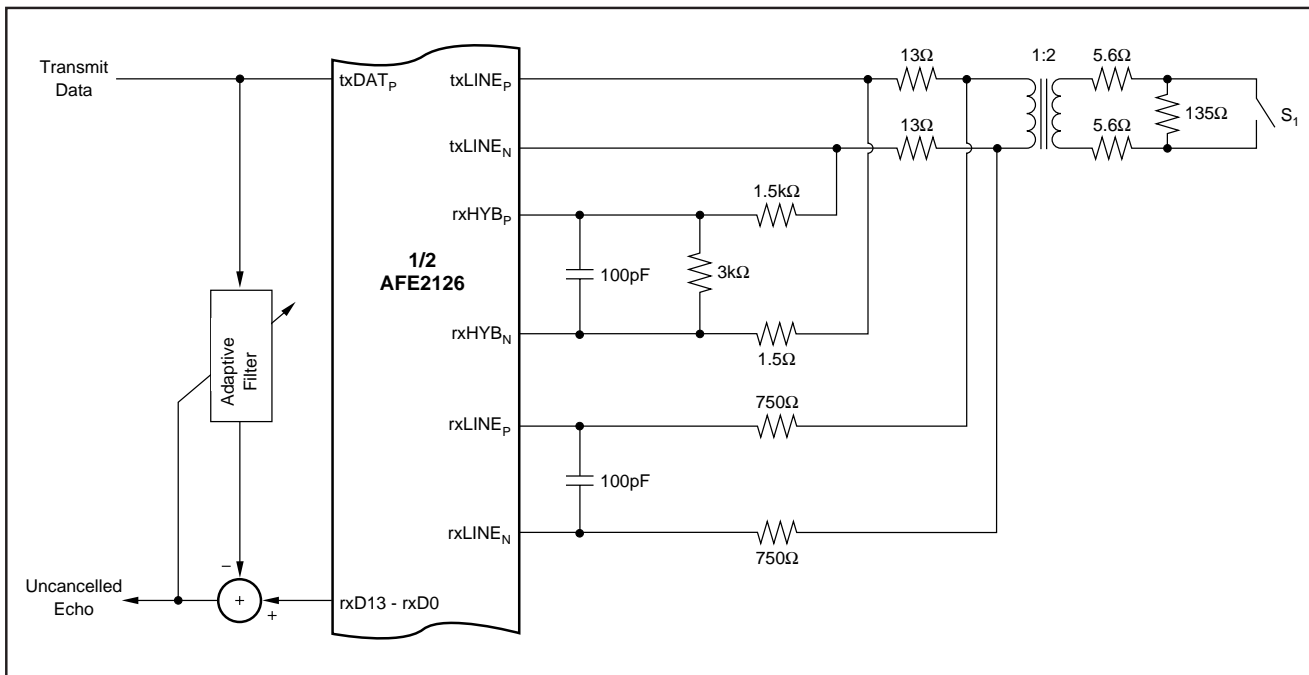 Transmit
Data
txDATP
txLINEP
13Ω
1:2
5.6Ω
135Ω
S1
txLINEN
13Ω
5.6Ω
rxHYBP
1.5kΩ
1/2
AFE2126
100pF
3kΩ
rxHYBN
1.5Ω
Adaptive
Filter
rxLINEP
750Ω
100pF
rxLINEN
750Ω
–
Uncancelled
Echo
+
+
rxD13 - rxD0